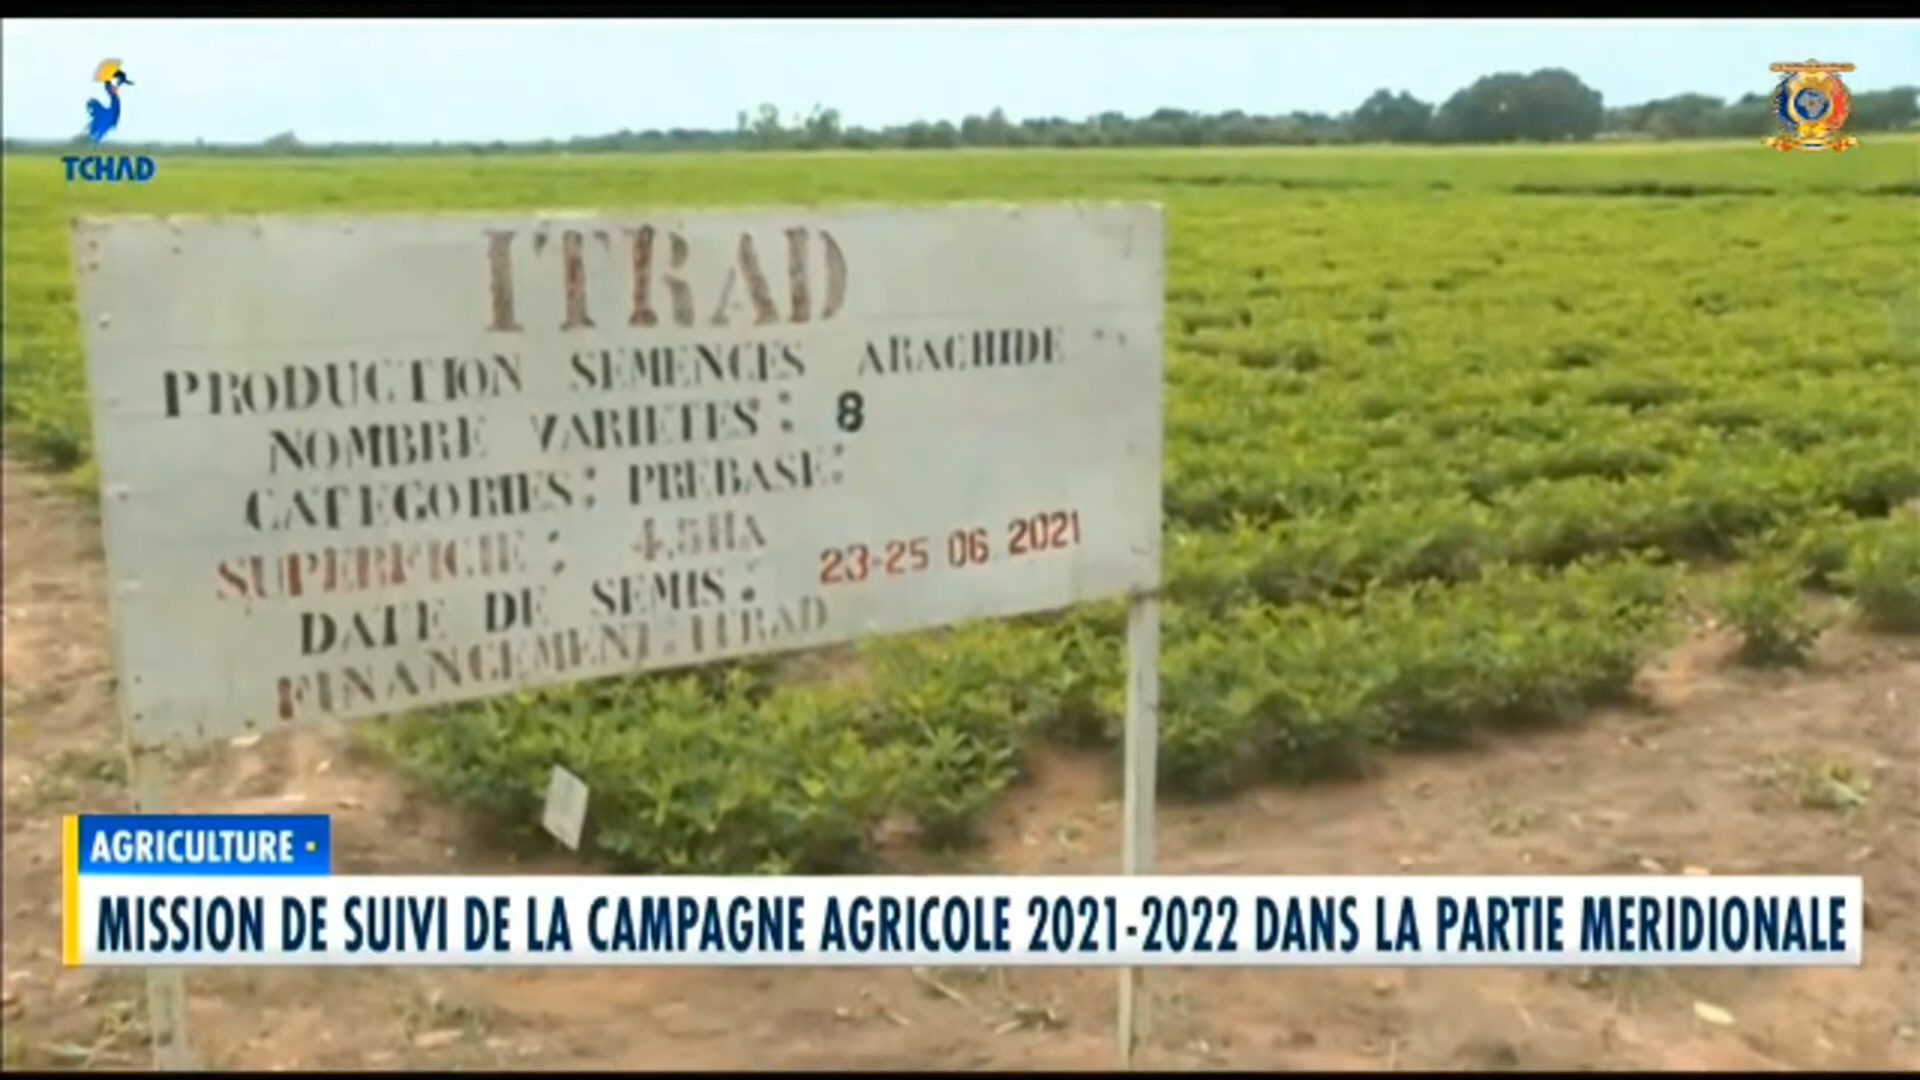 TCHAD
ITRAD
PRODUCTION SEMENCES ARACHIDE
NOMBRE VARIETES : 8
CATEGORIES : PREBASE :
SUPERFICIE : 4.5HA
DATE DE SEMIS : 23-25 06 2021
FINANCEMENT : ITRAD
AGRICULTURE
MISSION DE SUIVI DE LA CAMPAGNE AGRICOLE 2021-2022 DANS LA PARTIE MERIDIONALE